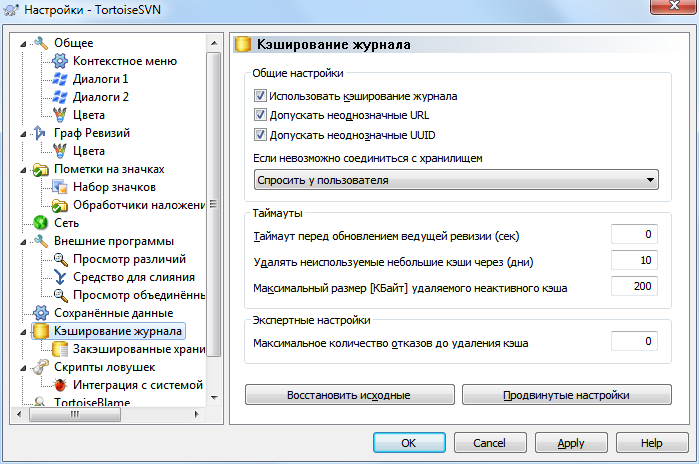 Настройки - TortoiseSVN
Общее
Контекстное меню
Диалоги 1
Диалоги 2
Цвета
Граф Ревизий
Цвета
Пометки на значках
Набор значков
Обработчики наложени
Сеть
Внешние программы
Просмотр различий
Средство для слияния
Просмотр объединённы
Сохранённые данные
Кэширование журнала
Закэшированные храни
Скрипты ловушек
Интеграция с системой
TortoiseBlame
Кэширование журнала
Общие настройки
Использовать кэширование журнала
Допускать неоднозначные URL
Допускать неоднозначные UUID
Если невозможно соединиться с хранилищем
Спросить у пользователя
Таймауты
Таймаут перед обновлением ведущей ревизии (сек) 0
Удалять неиспользуемые небольшие кэши через (дни) 10
Максимальный размер [КБайт] удаляемого неактивного кэша 200
Экспертные настройки
Максимальное количество отказов до удаления кэша 0
Восстановить исходные Продвинутые настройки
OK Cancel Apply Help